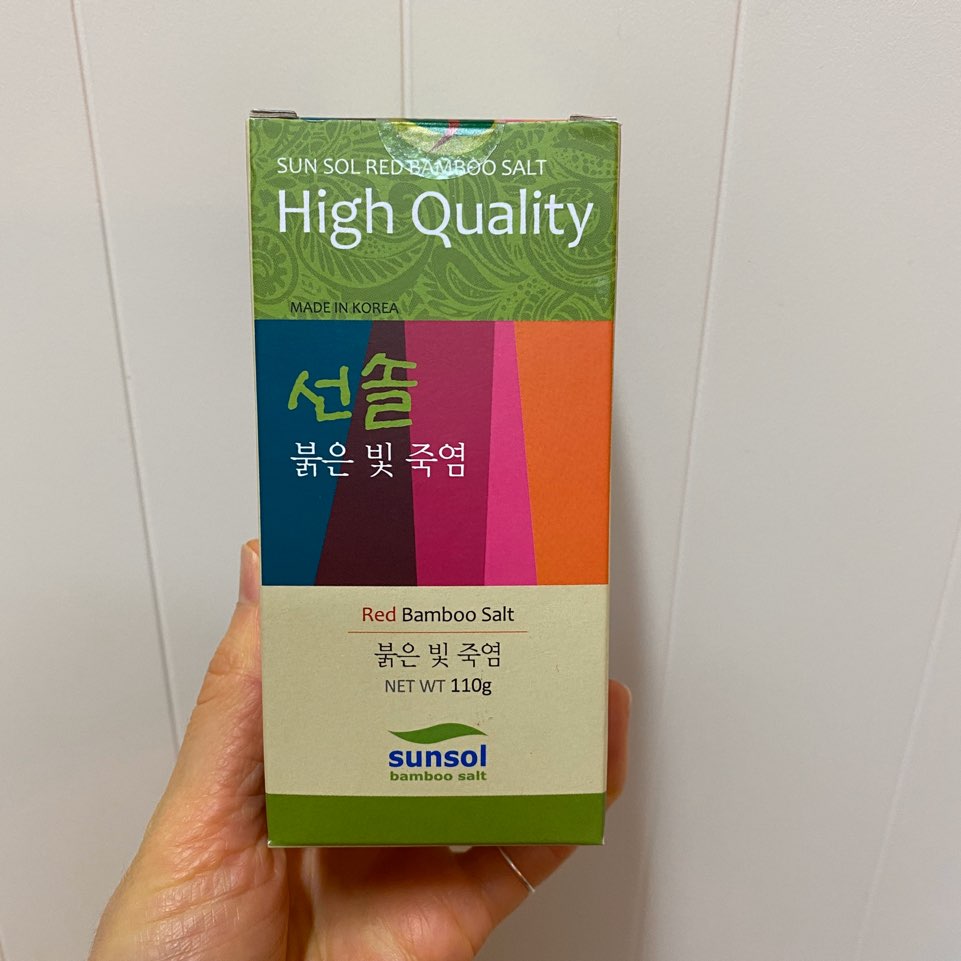 SUN SOL RED BAMBOO SALT
High Quality
MADE IN KOREA
선솔
붉은 빛 죽염
Red Bamboo Salt
붉은 빛 죽염
NET WT 110g
sunsol
bamboo salt